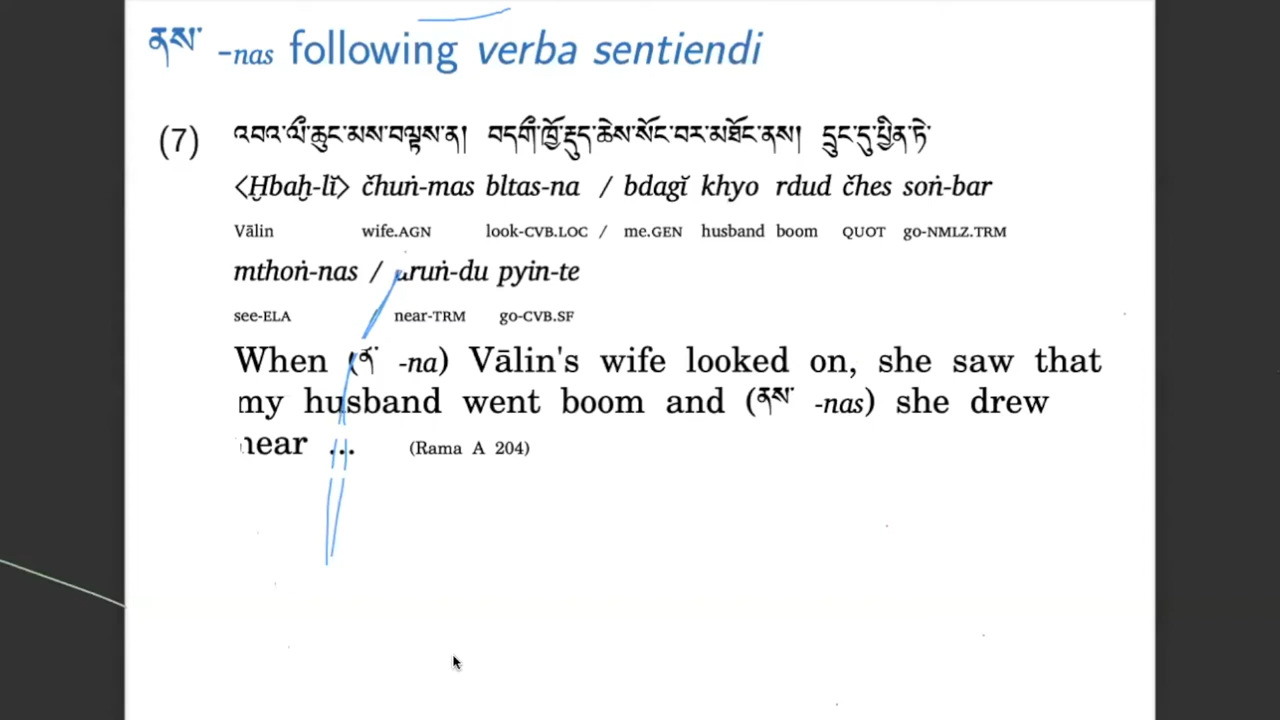 ནས་ -nas following verba sentiendi
(7) འབའ་ལྀ་ཆུང་མས་བལྟས་ན། བདགྀ་ཁྱོ་རྡུད་ཆེས་སོང་བར་མཐོང་ནས། དྲུང་དུ་ཕྱིན་ཏེ་
⟨Ḫbaḫ-lĭ⟩ čhuṅ-mas bltas-na / bdagĭ khyo rdud čhes soṅ-bar
Vālin wife.AGN look-CVB.LOC / me.GEN husband boom QUOT go-NMLZ.TRM
mthoṅ-nas / druṅ-du pyin-te
see-ELA near-TRM go-CVB.SF
When (ན་ -na) Vālin's wife looked on, she saw that
my husband went boom and (ནས་ -nas) she drew
near ... (Rama A 204)